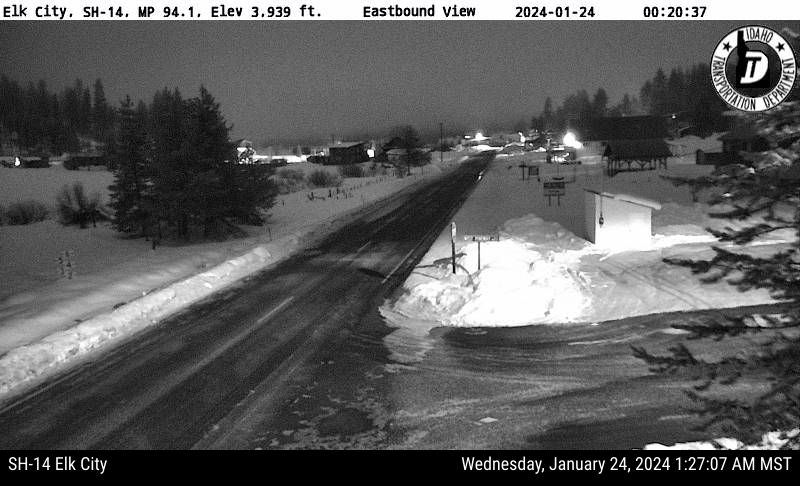 Elk City, SH-14, MP 94.1, Elev 3,939 ft. Eastbound View 2024-01-24 00:20:37
IDAHO
TRANSPORTATION DEPARTMENT
SH-14 Elk City
Wednesday, January 24, 2024 1:27:07 AM MST